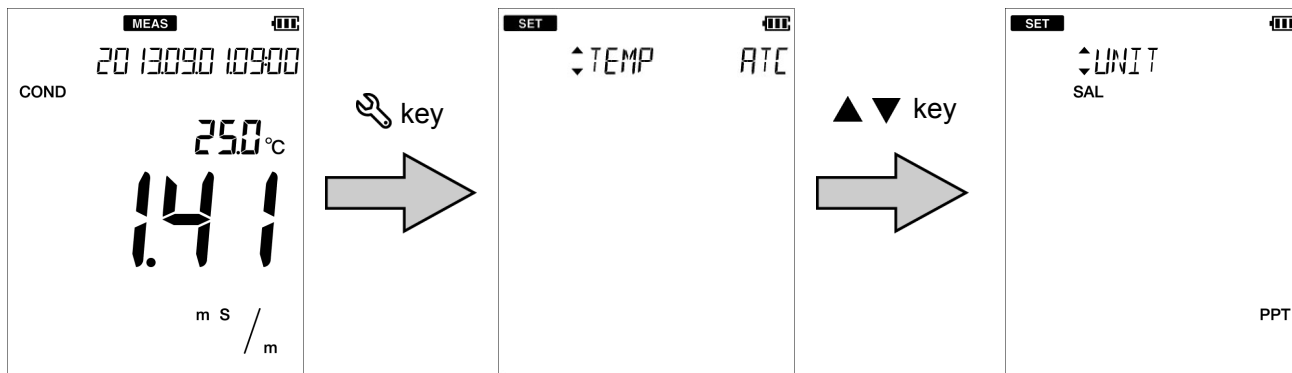 MEAS
2013.09.01.09:00
COND
25.0 °C
1.41
m S / m
key
SET
TEMP ATC
▲ ▼ key
SET
UNIT
SAL
PPT